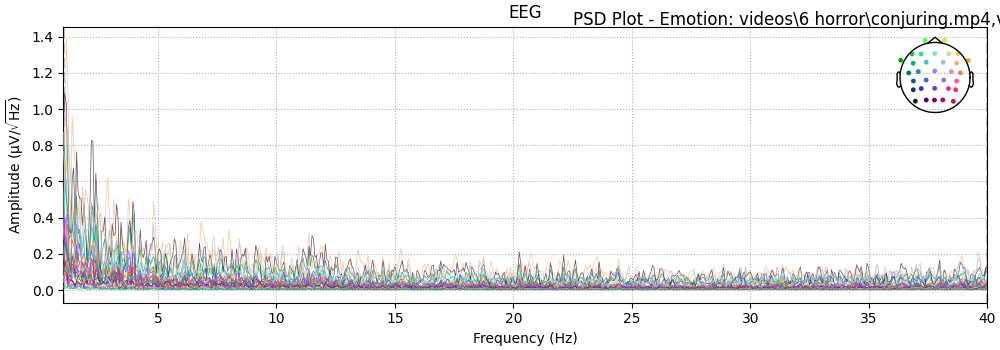 EEG
PSD Plot - Emotion: videos\6 horror\conjuring.mp4,v
Amplitude (µV/√Hz)
1.4
1.2
1.0
0.8
0.6
0.4
0.2
0.0
5 10 15 20 25 30 35 40
Frequency (Hz)